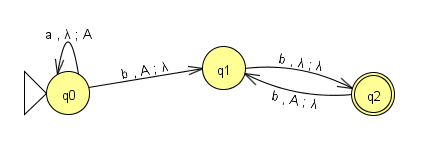 a , λ ; A
q0
b , A ; λ
q1
b , λ ; λ
b , A ; λ
q2